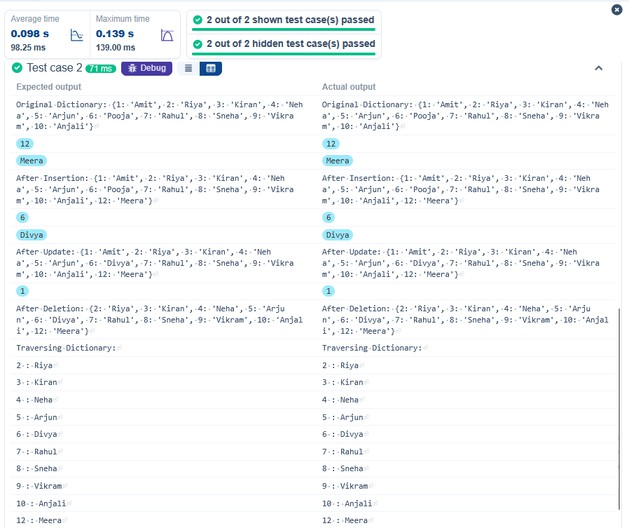 Average time
0.098 s
98.25 ms
Maximum time
0.139 s
139.00 ms
2 out of 2 shown test case(s) passed
2 out of 2 hidden test case(s) passed
Test case 2
71 ms
Debug
Expected output
Original·Dictionary:·{1:·'Amit',·2:·'Riya',·3:·'Kiran',·4:·'Neh
a',·5:·'Arjun',·6:·'Pooja',·7:·'Rahul',·8:·'Sneha',·9:·'Vikra
m',·10:·'Anjali'}
12
Meera
After·Insertion:·{1:·'Amit',·2:·'Riya',·3:·'Kiran',·4:·'Neh
a',·5:·'Arjun',·6:·'Pooja',·7:·'Rahul',·8:·'Sneha',·9:·'Vikra
m',·10:·'Anjali',·12:·'Meera'}
6
Divya
After·Update:·{1:·'Amit',·2:·'Riya',·3:·'Kiran',·4:·'Neh
a',·5:·'Arjun',·6:·'Divya',·7:·'Rahul',·8:·'Sneha',·9:·'Vikra
m',·10:·'Anjali',·12:·'Meera'}
1
After·Deletion:·{2:·'Riya',·3:·'Kiran',·4:·'Neha',·5:·'Arju
n',·6:·'Divya',·7:·'Rahul',·8:·'Sneha',·9:·'Vikram',·10:·'Anjal
i',·12:·'Meera'}
Traversing·Dictionary:
2·:·Riya
3·:·Kiran
4·:·Neha
5·:·Arjun
6·:·Divya
7·:·Rahul
8·:·Sneha
9·:·Vikram
10·:·Anjali
12·:·Meera
Actual output
Original·Dictionary:·{1:·'Amit',·2:·'Riya',·3:·'Kiran',·4:·'Neh
a',·5:·'Arjun',·6:·'Pooja',·7:·'Rahul',·8:·'Sneha',·9:·'Vikra
m',·10:·'Anjali'}
12
Meera
After·Insertion:·{1:·'Amit',·2:·'Riya',·3:·'Kiran',·4:·'Neh
a',·5:·'Arjun',·6:·'Pooja',·7:·'Rahul',·8:·'Sneha',·9:·'Vikra
m',·10:·'Anjali',·12:·'Meera'}
6
Divya
After·Update:·{1:·'Amit',·2:·'Riya',·3:·'Kiran',·4:·'Neh
a',·5:·'Arjun',·6:·'Divya',·7:·'Rahul',·8:·'Sneha',·9:·'Vikra
m',·10:·'Anjali',·12:·'Meera'}
1
After·Deletion:·{2:·'Riya',·3:·'Kiran',·4:·'Neha',·5:·'Arju
n',·6:·'Divya',·7:·'Rahul',·8:·'Sneha',·9:·'Vikram',·10:·'Anjal
i',·12:·'Meera'}
Traversing·Dictionary:
2·:·Riya
3·:·Kiran
4·:·Neha
5·:·Arjun
6·:·Divya
7·:·Rahul
8·:·Sneha
9·:·Vikram
10·:·Anjali
12·:·Meera